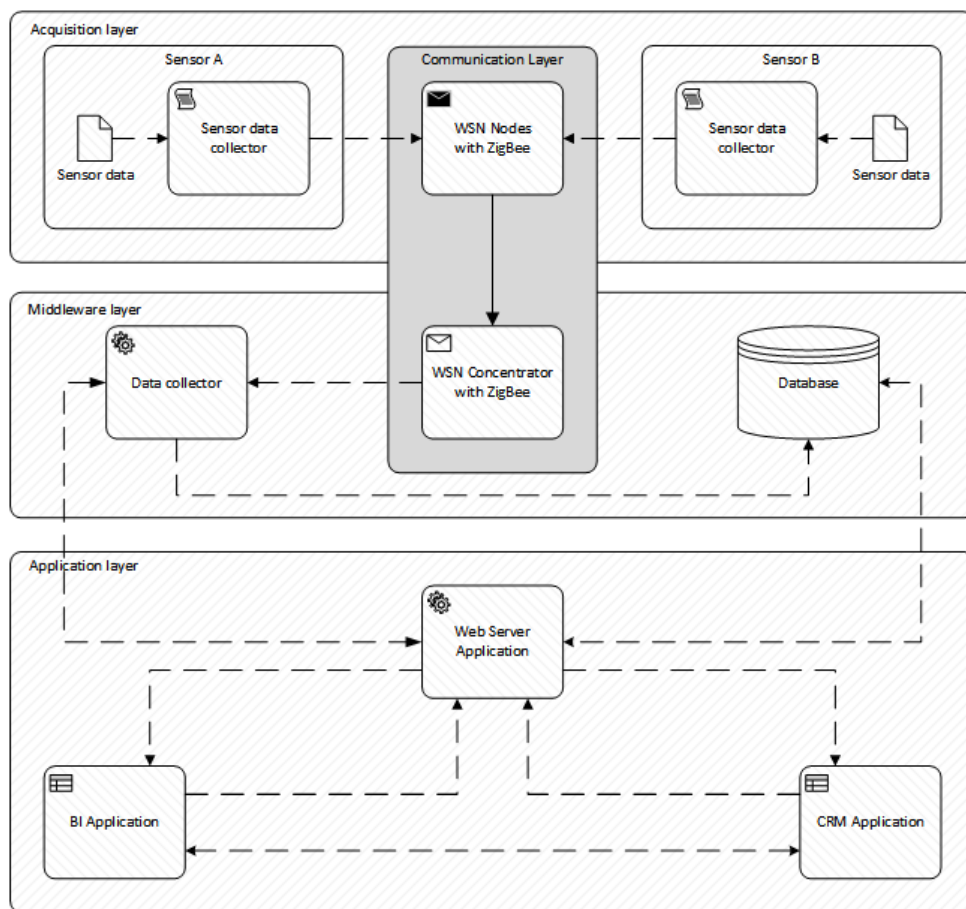 Acquisition layer
Sensor A
Communication Layer
Sensor B
Sensor data
collector
WSN Nodes
with ZigBee
Sensor data
collector
Sensor data
Sensor data
Middleware layer
Data collector
WSN Concentrator
with ZigBee
Database
Application layer
Web Server
Application
BI Application
CRM Application